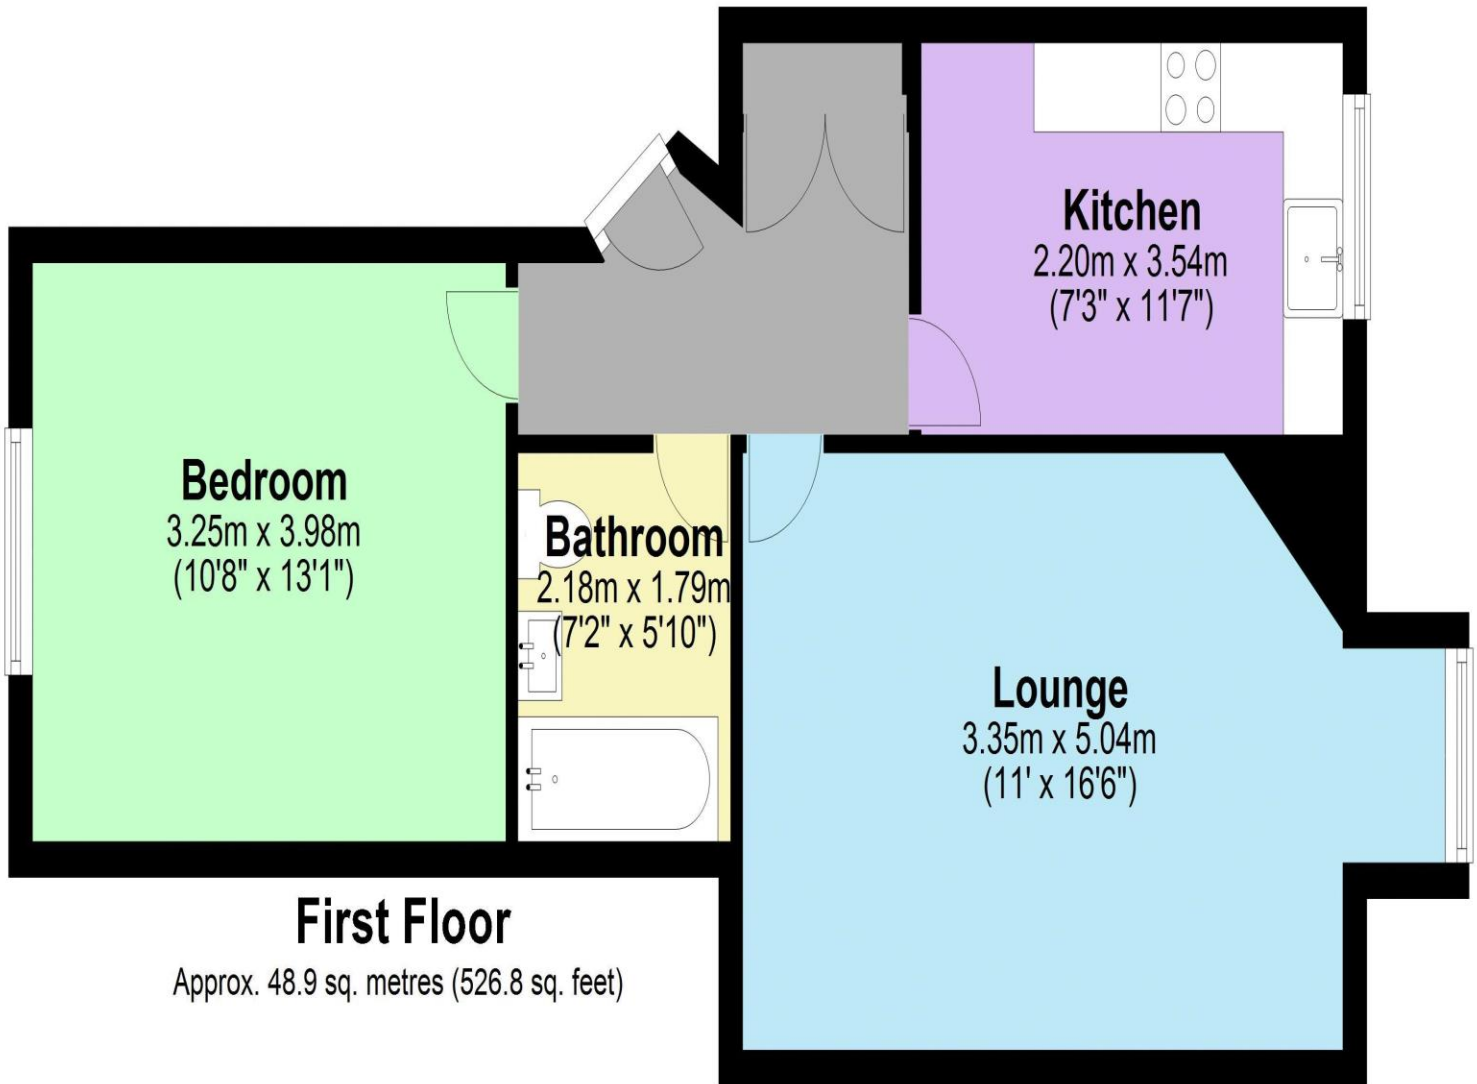 Kitchen
2.20m x 3.54m
(7'3" x 11'7")
Bedroom
3.25m x 3.98m
(10'8" x 13'1")
Bathroom
2.18m x 1.79m
(7'2" x 5'10")
Lounge
3.35m x 5.04m
(11' x 16'6")
First Floor
Approx. 48.9 sq. metres (526.8 sq. feet)